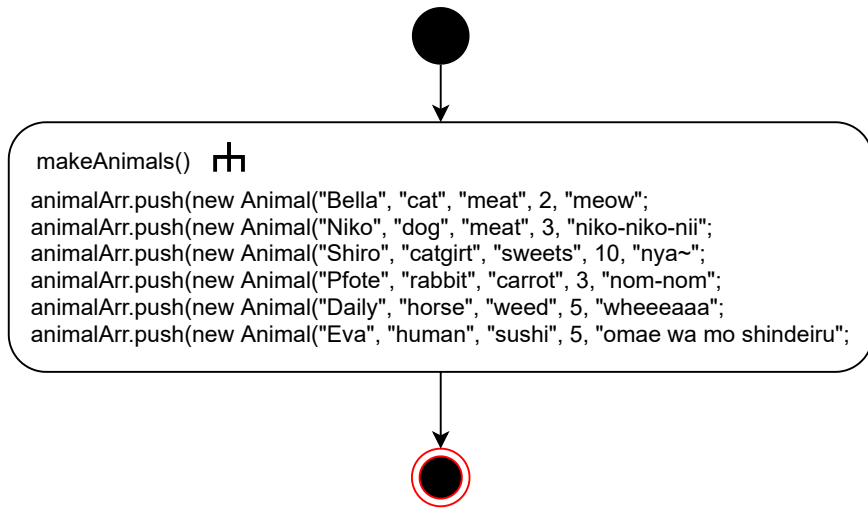 makeAnimals()
animalArr.push(new Animal("Bella", "cat", "meat", 2, "meow";
animalArr.push(new Animal("Niko", "dog", "meat", 3, "niko-niko-nii";
animalArr.push(new Animal("Shiro", "catgirt", "sweets", 10, "nya~";
animalArr.push(new Animal("Pfote", "rabbit", "carrot", 3, "nom-nom";
animalArr.push(new Animal("Daily", "horse", "weed", 5, "wheeeaaa";
animalArr.push(new Animal("Eva", "human", "sushi", 5, "omae wa mo shindeiru";